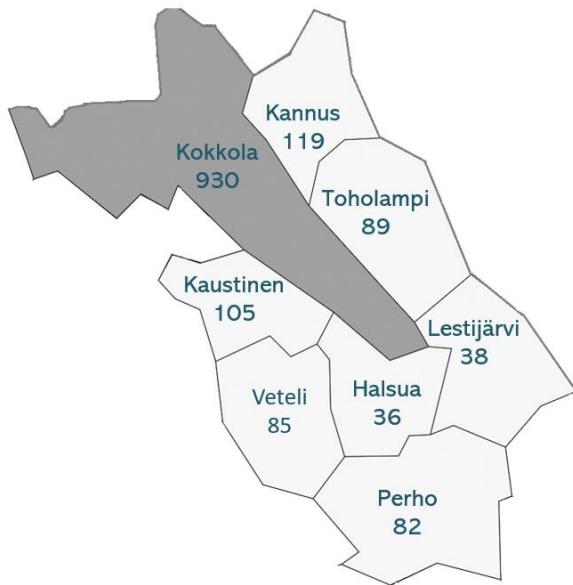 Kannus
119
Kokkola
930
Toholampi
89
Kaustinen
105
Lestijärvi
38
Veteli
85
Halsua
36
Perho
82